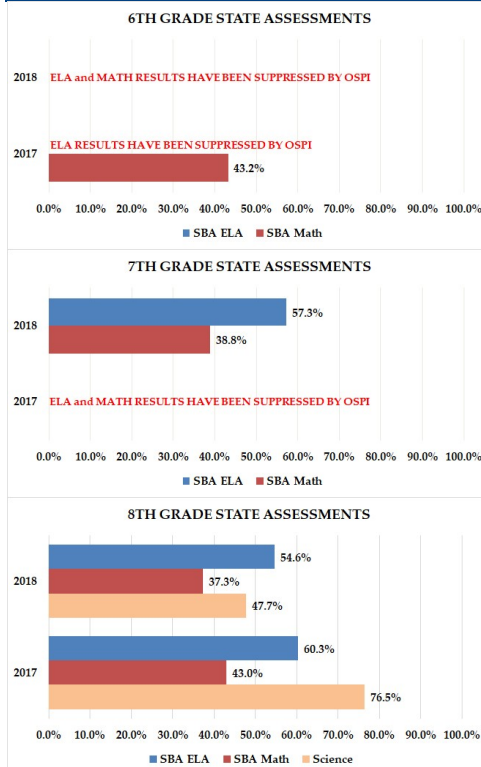 6TH GRADE STATE ASSESSMENTS
2018 ELA and MATH RESULTS HAVE BEEN SUPPRESSED BY OSPI
ELA RESULTS HAVE BEEN SUPPRESSED BY OSPI
2017
43.2%
0.0% 10.0% 20.0% 30.0% 40.0% 50.0% 60.0% 70.0% 80.0% 90.0% 100.0%
SBA ELA SBA Math
7TH GRADE STATE ASSESSMENTS
57.3%
2018
38.8%
2017 ELA and MATH RESULTS HAVE BEEN SUPPRESSED BY OSPI
0.0% 10.0% 20.0% 30.0% 40.0% 50.0% 60.0% 70.0% 80.0% 90.0% 100.0%
SBA ELA SBA Math
8TH GRADE STATE ASSESSMENTS
54.6%
2018 37.3%
47.7%
60.3%
2017 43.0%
76.5%
0.0% 10.0% 20.0% 30.0% 40.0% 50.0% 60.0% 70.0% 80.0% 90.0% 100.0%
SBA ELA SBA Math Science